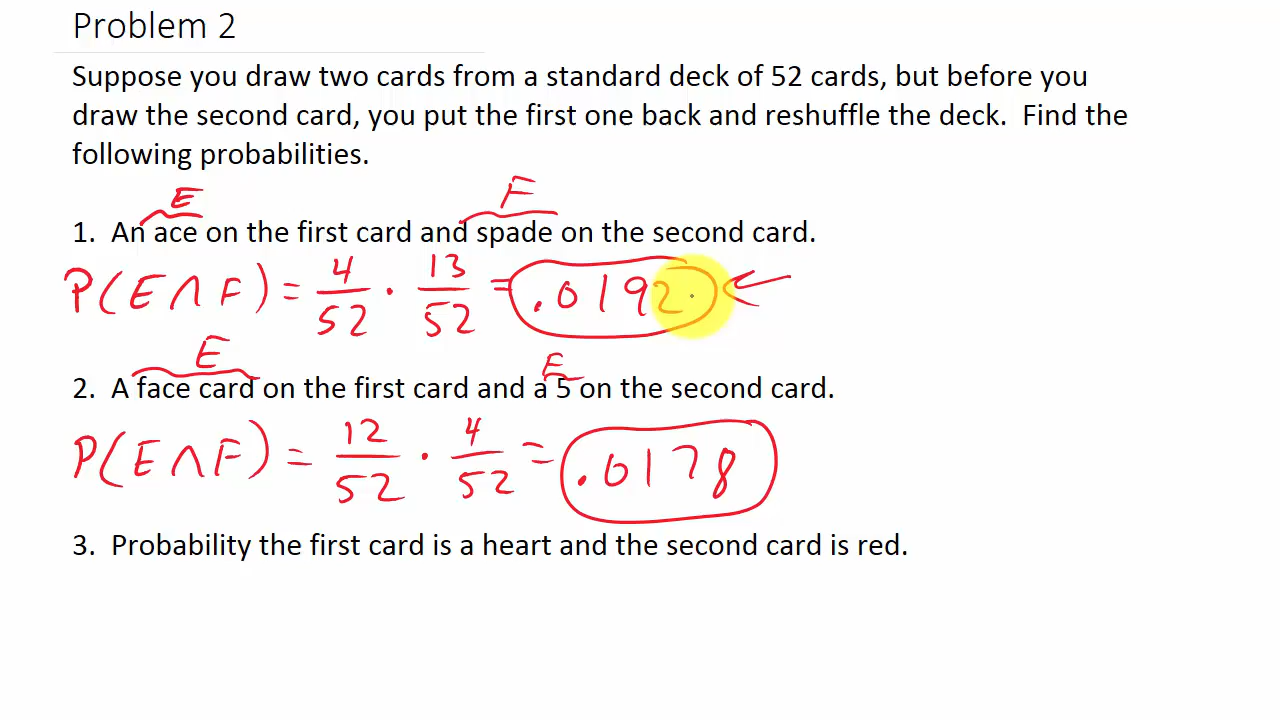 Problem 2
Suppose you draw two cards from a standard deck of 52 cards, but before you
draw the second card, you put the first one back and reshuffle the deck.  Find the
following probabilities.
E F
1.  An ace on the first card and spade on the second card.
P(E ∩ F) = 4/52 · 13/52 = .0192 ←
E F
2.  A face card on the first card and a 5 on the second card.
P(E ∩ F) = 12/52 · 4/52 = .0178
3.  Probability the first card is a heart and the second card is red.